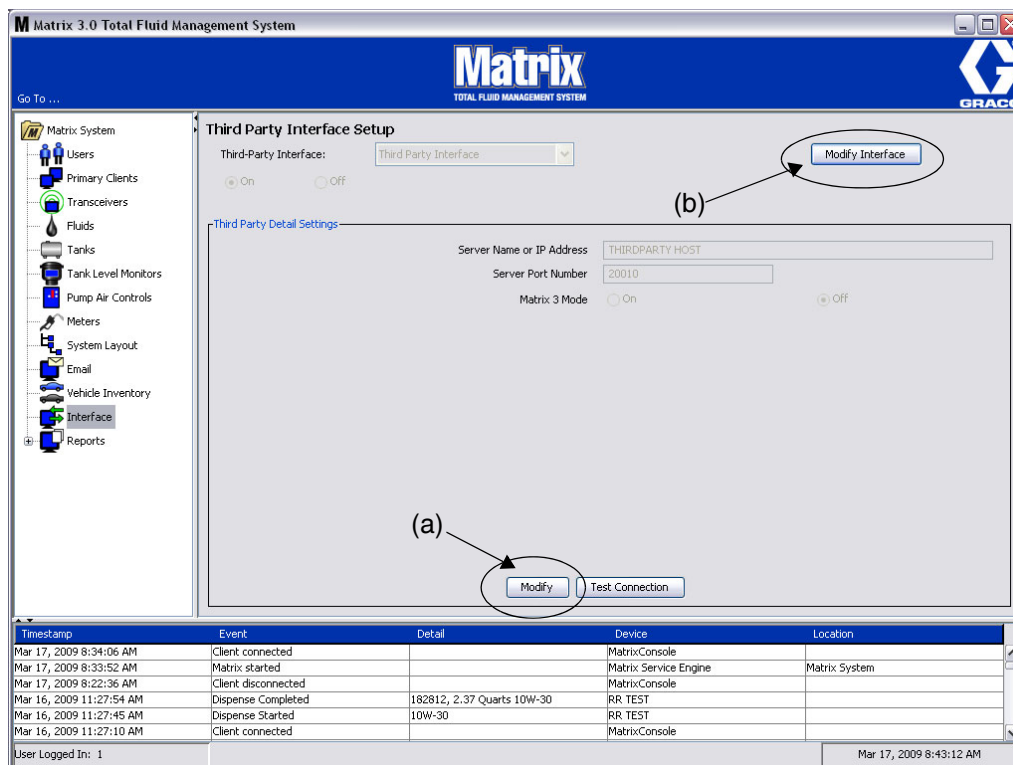 Matrix 3.0 Total Fluid Management System
Matrix
TOTAL FLUID MANAGEMENT SYSTEM
Go To ...
GRACO
Matrix System
Users
Primary Clients
Transceivers
Fluids
Tanks
Tank Level Monitors
Pump Air Controls
Meters
System Layout
Email
Vehicle Inventory
Interface
Reports
Third Party Interface Setup
Third-Party Interface: Third Party Interface
On Off
Modify Interface
(b)
Third Party Detail Settings
Server Name or IP Address THIRDPARTY HOST
Server Port Number 20010
Matrix 3 Mode On Off
(a)
Modify Test Connection
Timestamp Event Detail Device Location
Mar 17, 2009 8:34:06 AM Client connected MatrixConsole
Mar 17, 2009 8:33:52 AM Matrix started Matrix Service Engine Matrix System
Mar 17, 2009 8:22:36 AM Client disconnected MatrixConsole
Mar 16, 2009 11:27:54 AM Dispense Completed 182812, 2.37 Quarts 10W-30 RR TEST
Mar 16, 2009 11:27:45 AM Dispense Started 10W-30 RR TEST
Mar 16, 2009 11:27:10 AM Client connected MatrixConsole
User Logged In: 1 Mar 17, 2009 8:43:12 AM